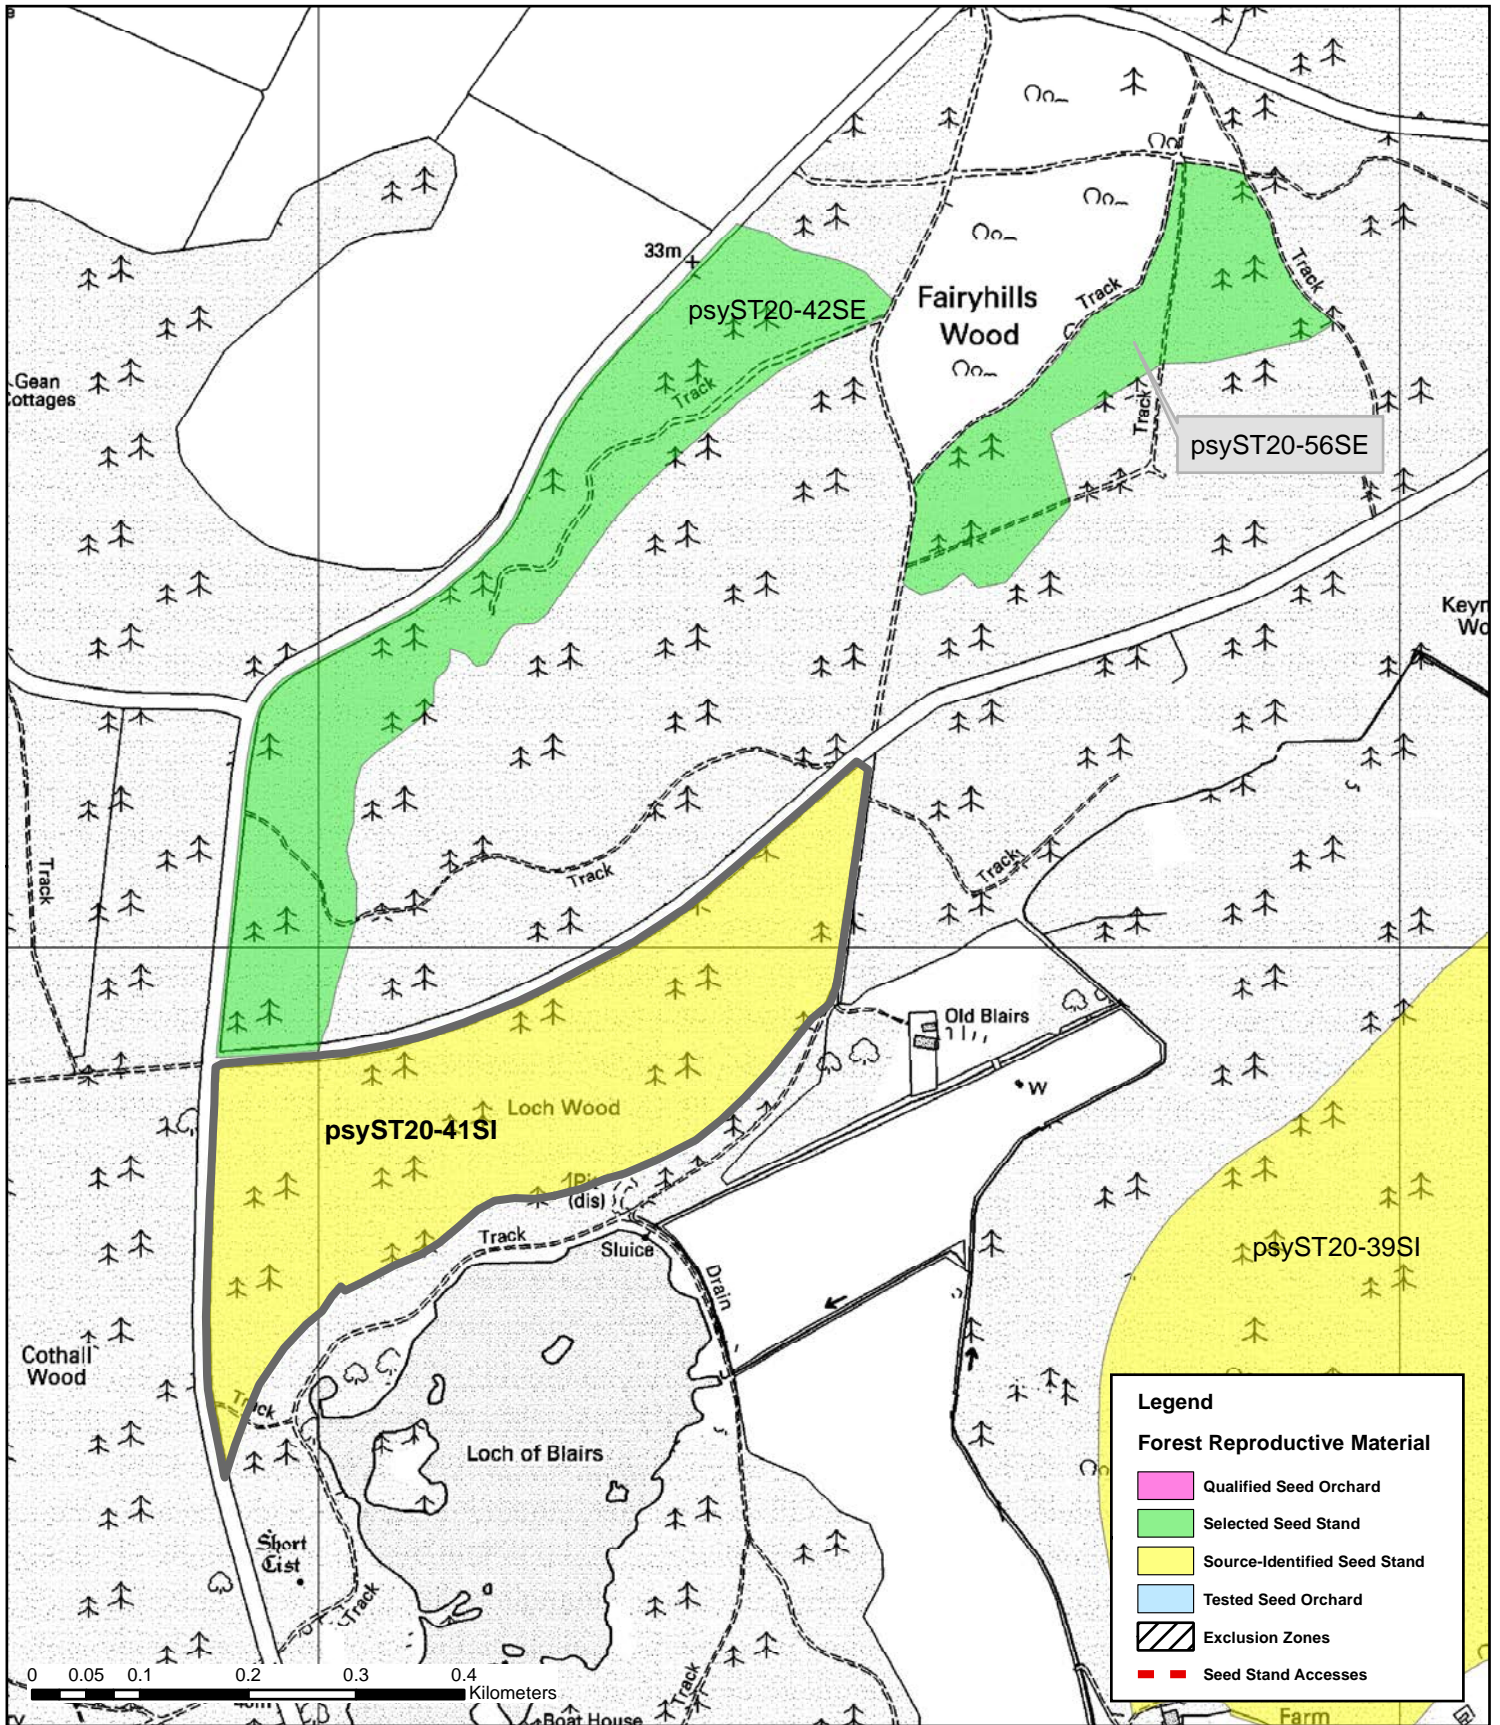 33m
psyST20-42SE
Fairyhills
Wood
Track
Track
Track
Track
psyST20-56SE
Gean
Cottages
Track
Track
Track
Old Blairs
W
Loch Wood
psyST20-41SI
(dis)
Track
Sluice
Drain
psyST20-39SI
Cothall
Wood
Track
Loch of Blairs
Short
Cist
Track
Track
Boat House
Farm
0 0.05 0.1 0.2 0.3 0.4
Kilometers
Legend
Forest Reproductive Material
Qualified Seed Orchard
Selected Seed Stand
Source-Identified Seed Stand
Tested Seed Orchard
Exclusion Zones
Seed Stand Accesses